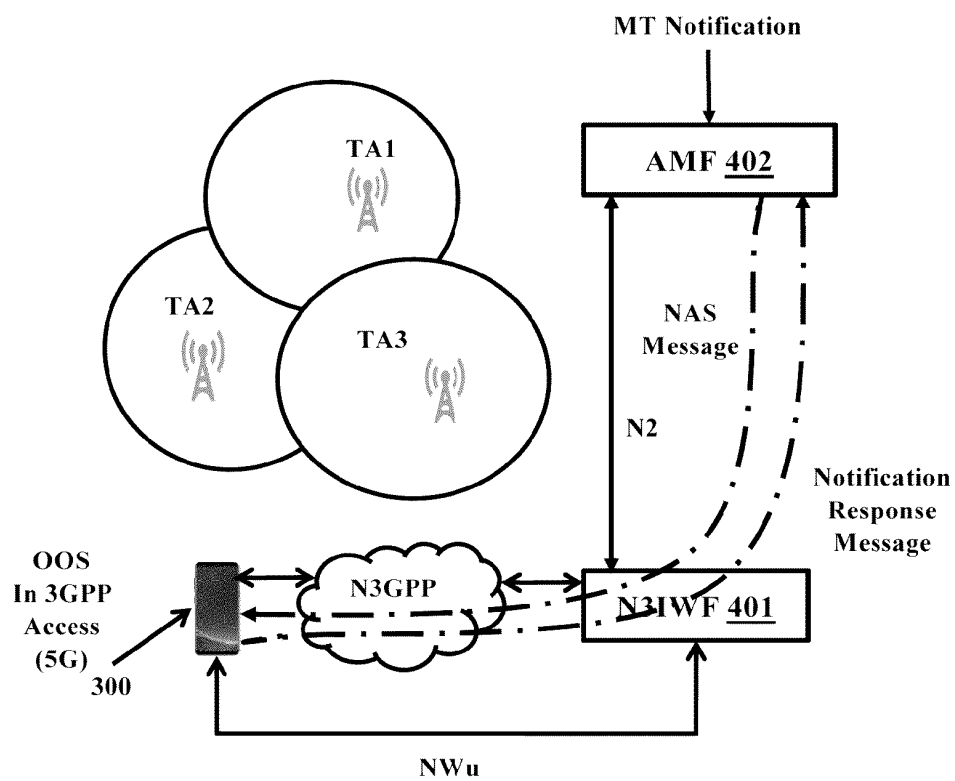 MT Notification
AMF 402
TA1
TA2
TA3
NAS
Message
N2
Notification
Response
Message
OOS
In 3GPP
Access
(5G)
300
N3GPP
N3IWF 401
NWu